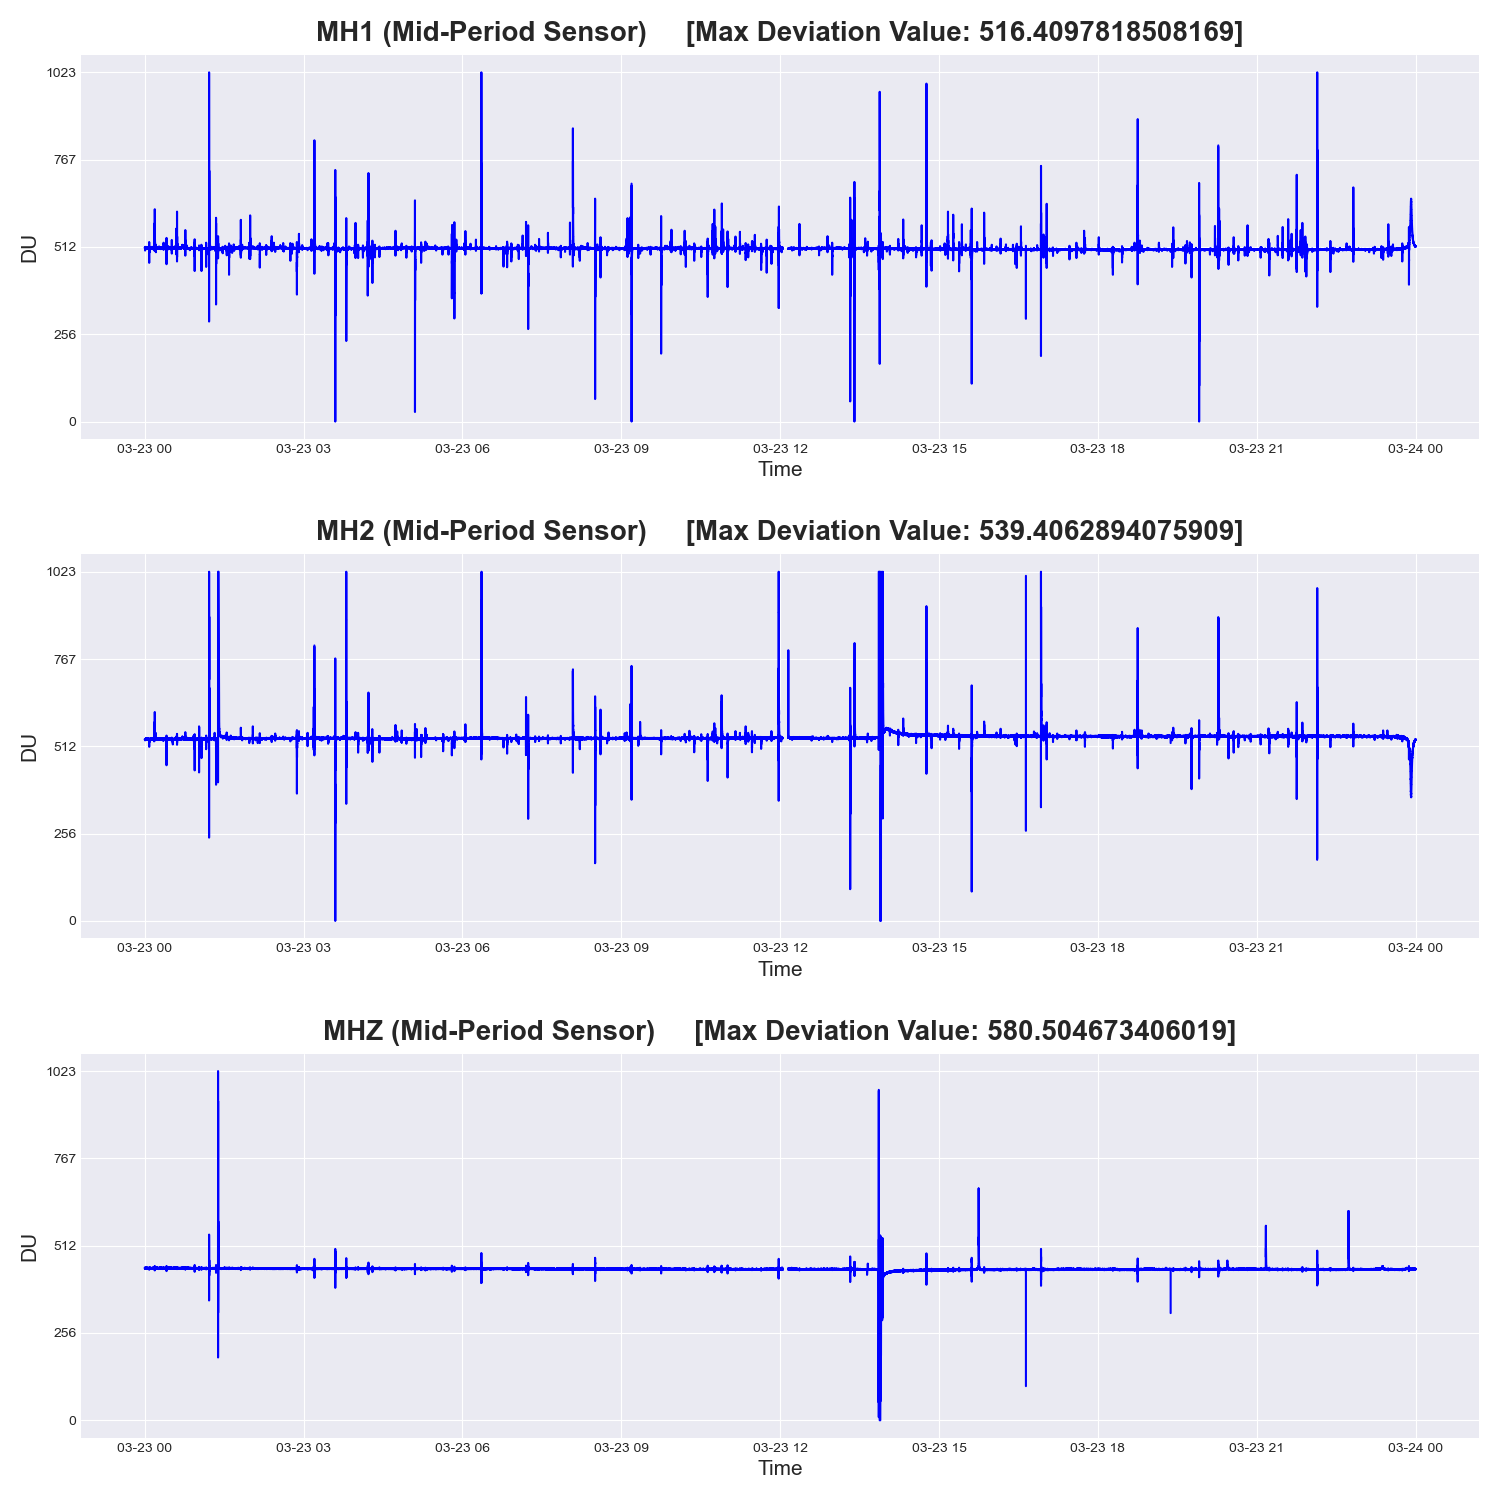 MH1 (Mid-Period Sensor) [Max Deviation Value: 516.4097818508169]
1023
767
512
256
0
DU
03-23 00 03-23 03 03-23 06 03-23 09 03-23 12 03-23 15 03-23 18 03-23 21 03-24 00
Time
MH2 (Mid-Period Sensor) [Max Deviation Value: 539.4062894075909]
1023
767
512
256
0
DU
03-23 00 03-23 03 03-23 06 03-23 09 03-23 12 03-23 15 03-23 18 03-23 21 03-24 00
Time
MHZ (Mid-Period Sensor) [Max Deviation Value: 580.504673406019]
1023
767
512
256
0
DU
03-23 00 03-23 03 03-23 06 03-23 09 03-23 12 03-23 15 03-23 18 03-23 21 03-24 00
Time